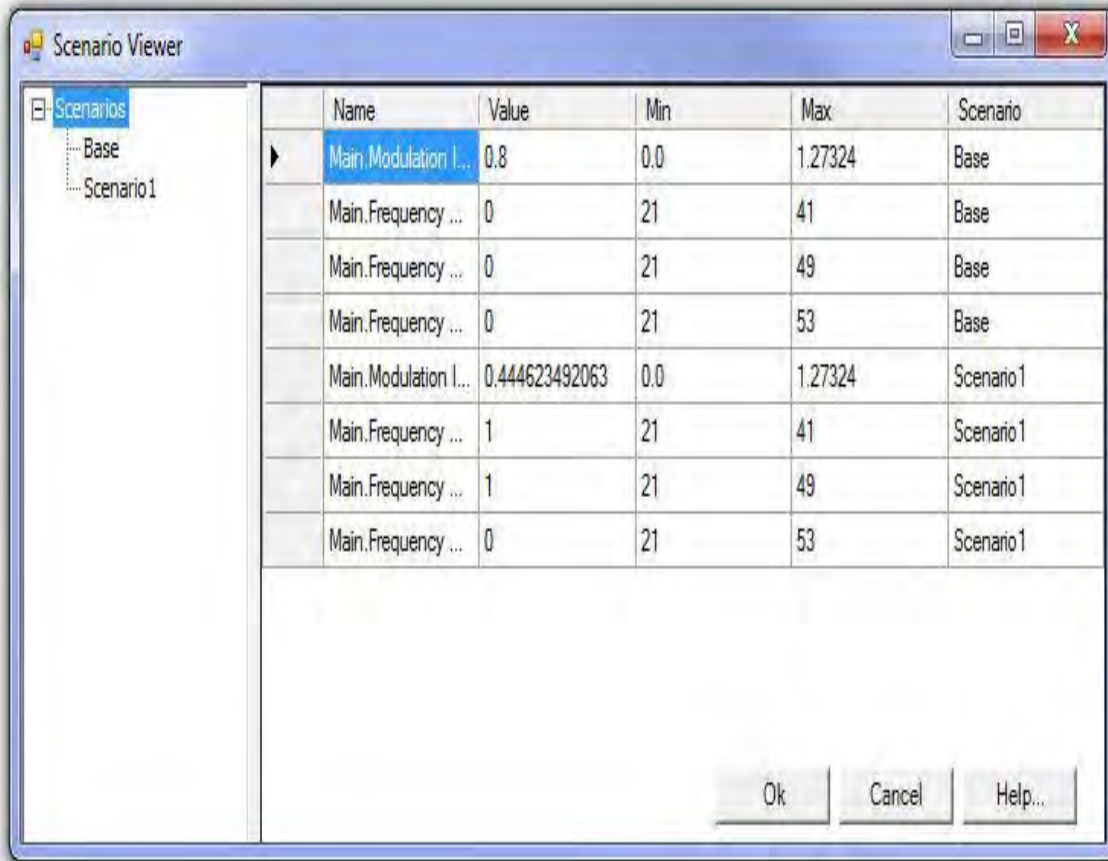 Scenario Viewer
Scenarios
Base
Scenario1
Name Value Min Max Scenario
Main.Modulation I... 0.8 0.0 1.27324 Base
Main.Frequency ... 0 21 41 Base
Main.Frequency ... 0 21 49 Base
Main.Frequency ... 0 21 53 Base
Main.Modulation I... 0.444623492063 0.0 1.27324 Scenario1
Main.Frequency ... 1 21 41 Scenario1
Main.Frequency ... 1 21 49 Scenario1
Main.Frequency ... 0 21 53 Scenario1
Ok Cancel Help...